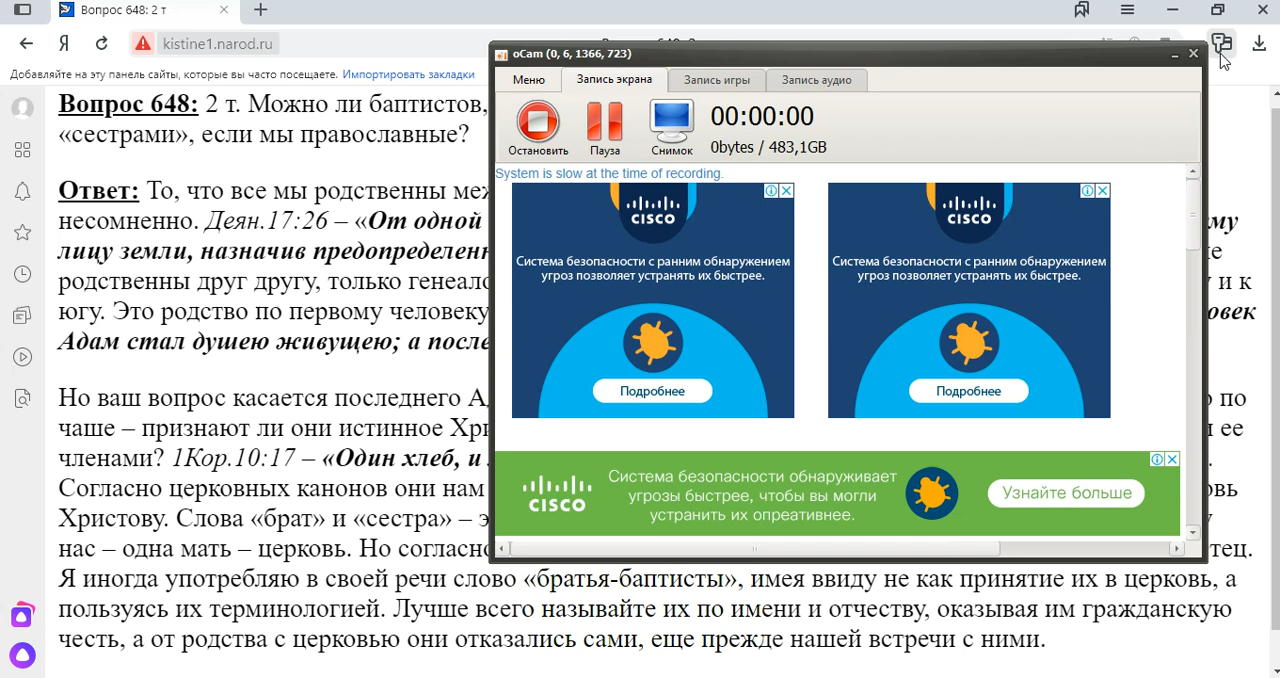 Вопрос 648: 2 т
kistine1.narod.ru
Добавляйте на эту панель сайты, которые вы часто посещаете. Импортировать закладки
Вопрос 648: 2 т. Можно ли баптистов,
«сестрами», если мы православные?
Ответ: То, что все мы родственны
несомненно. Деян.17:26 – «От одной
му
лицу земли, назначив
е
родственны друг другу, только
у и к
югу. Это родство по первому человеку
овек
Адам стал душею живущею; а
Но ваш вопрос касается последнего
о по
чаше – признают ли они истинное
и ее
членами? 1Кор.10:17 – «Один хлеб, и
Согласно церковных канонов они нам
овь
Христову. Слова «брат» и «сестра» –
у
нас – одна мать – церковь. Но
тец.
Я иногда употребляю в своей речи слово «братья-баптисты», имея ввиду не как принятие их в церковь, а
пользуясь их терминологией. Лучше всего называйте их по имени и отчеству, оказывая им гражданскую
честь, а от родства с церковью они отказались сами, еще прежде нашей встречи с ними.
oCam (0, 6, 1366, 723)
Меню Запись экрана Запись игры Запись аудио
Остановить Пауза Снимок
00:00:00
0bytes / 483,1GB
System is slow at the time of recording.
CISCO
Система безопасности с ранним обнаружением
угроз позволяет устранять их быстрее.
Подробнее
CISCO
Система безопасности с ранним обнаружением
угроз позволяет устранять их быстрее.
Подробнее
CISCO
Система безопасности обнаруживает
угрозы быстрее, чтобы вы могли
устранить их опреативнее.
Узнайте больше